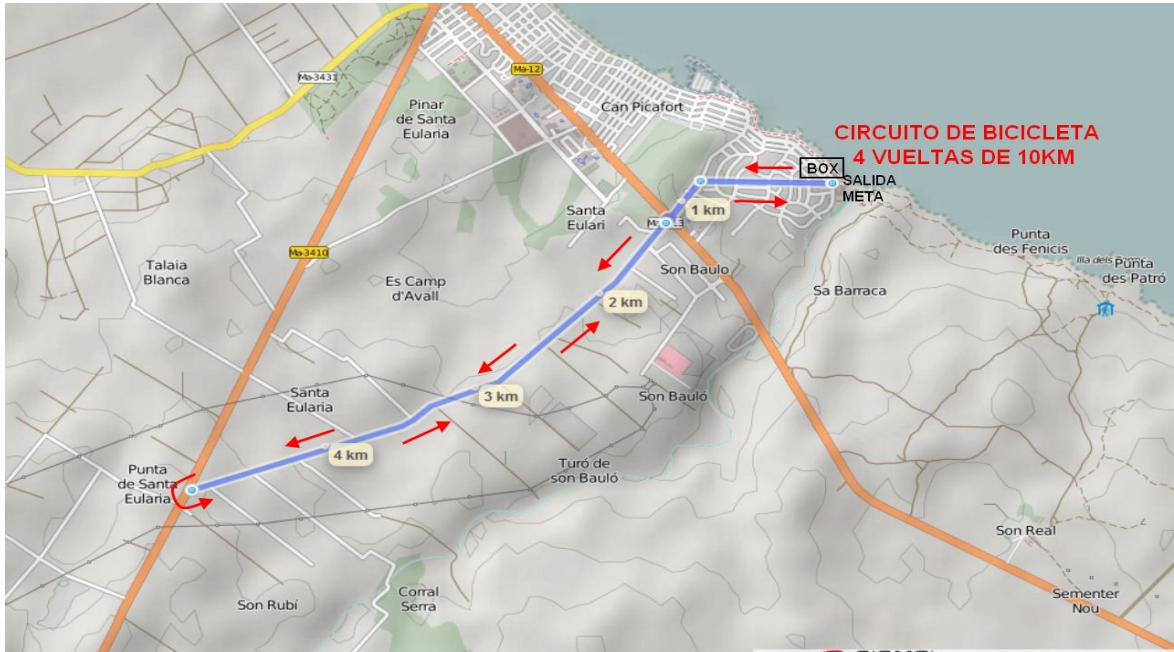 Ma-3431
Ma-12
Pinar
de Santa
Eularia
Can Picafort
CIRCUITO DE BICICLETA
4 VUELTAS DE 10KM
BOX
SALIDA
META
1 km
Santa
Eulari
Ma-3410
Talaia
Blanca
Es Camp
d'Avall
Son Baulo
2 km
Punta
des Fenicis
Illa dels
Punta
des Patró
Sa Barraca
3 km
Santa
Eularia
Son Bauló
4 km
Punta
de Santa
Eularia
Turó de
son Bauló
Son Real
Son Rubí
Corral
Serra
Sementer
Nou